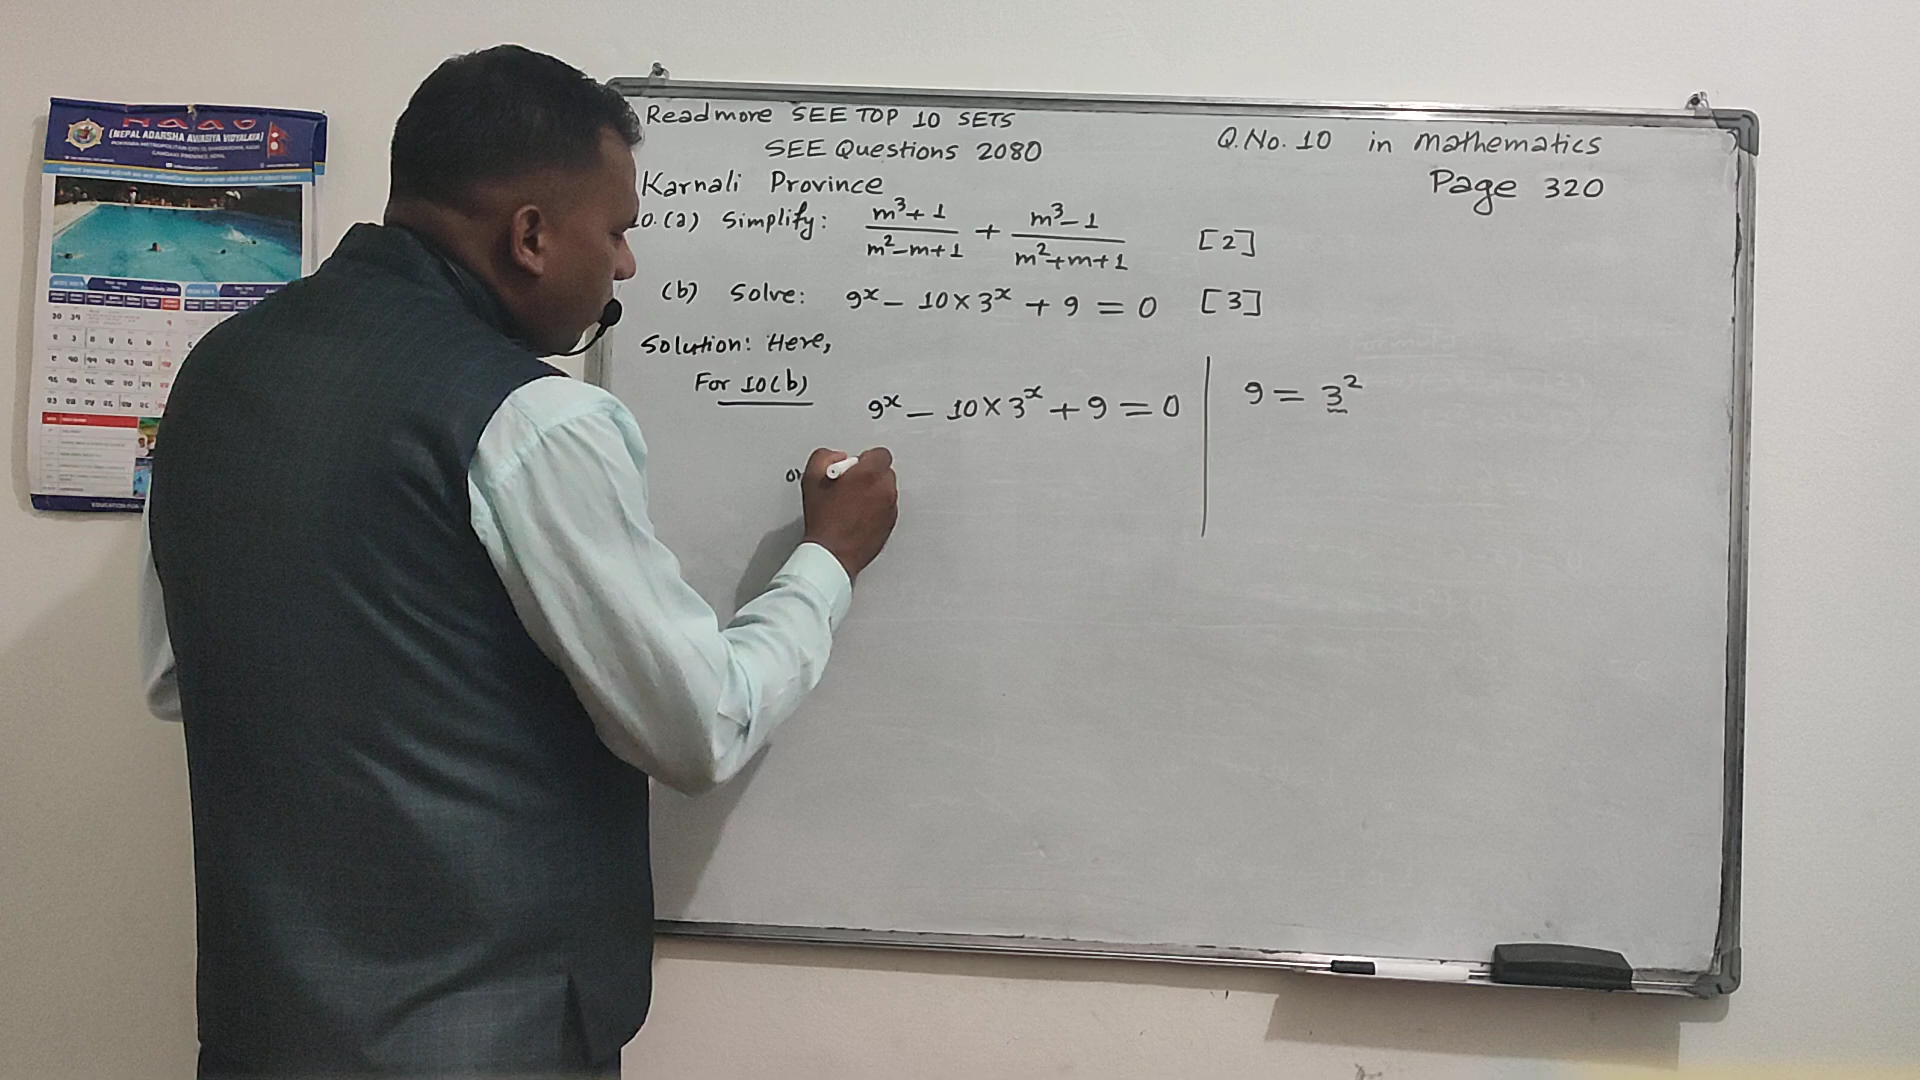 NAAV
(NEPAL ADARSHA AWASIYA VIDYALAYA)
Readmore SEE TOP 10 SETS
SEE Questions 2080
Q.No. 10 in mathematics
Page 320
Karnali Province
10.(a) Simplify: (m³+1)/(m²-m+1) + (m³-1)/(m²+m+1) [2]
(b) Solve: 9ˣ - 10×3ˣ + 9 = 0 [3]
Solution: Here,
For 10(b)
9ˣ - 10×3ˣ + 9 = 0
9 = 3²
or